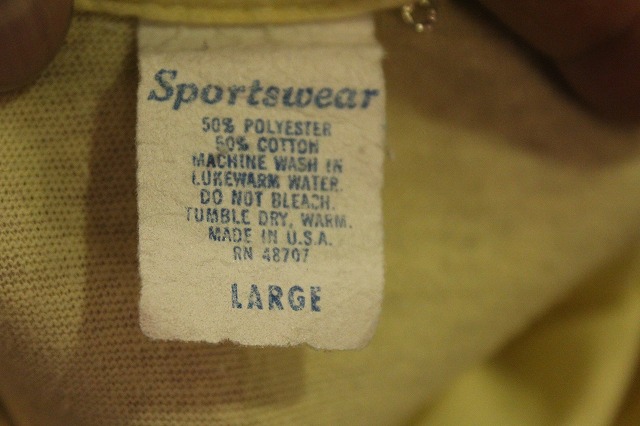 Sportswear
50% POLYESTER
50% COTTON
MACHINE WASH IN
LUKEWARM WATER.
DO NOT BLEACH.
TUMBLE DRY, WARM.
MADE IN U.S.A.
RN 48707
LARGE